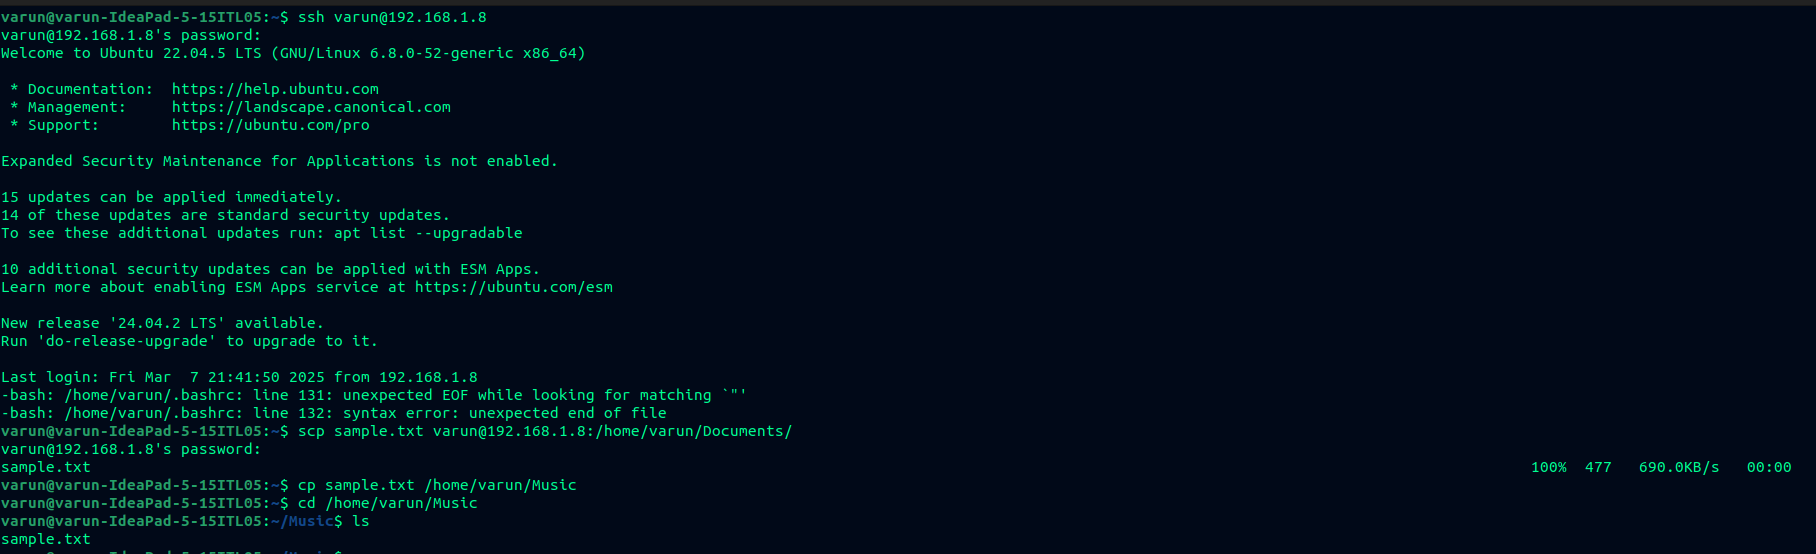 varun@varun-IdeaPad-5-15ITL05:~$ ssh varun@192.168.1.8
varun@192.168.1.8's password:
Welcome to Ubuntu 22.04.5 LTS (GNU/Linux 6.8.0-52-generic x86_64)
 * Documentation:  https://help.ubuntu.com
 * Management:     https://landscape.canonical.com
 * Support:        https://ubuntu.com/pro
Expanded Security Maintenance for Applications is not enabled.
15 updates can be applied immediately.
14 of these updates are standard security updates.
To see these additional updates run: apt list --upgradable
10 additional security updates can be applied with ESM Apps.
Learn more about enabling ESM Apps service at https://ubuntu.com/esm
New release '24.04.2 LTS' available.
Run 'do-release-upgrade' to upgrade to it.
Last login: Fri Mar  7 21:41:50 2025 from 192.168.1.8
-bash: /home/varun/.bashrc: line 131: unexpected EOF while looking for matching `"'
-bash: /home/varun/.bashrc: line 132: syntax error: unexpected end of file
varun@varun-IdeaPad-5-15ITL05:~$ scp sample.txt varun@192.168.1.8:/home/varun/Documents/
varun@192.168.1.8's password:
sample.txt 100%  477   690.0KB/s   00:00
varun@varun-IdeaPad-5-15ITL05:~$ cp sample.txt /home/varun/Music
varun@varun-IdeaPad-5-15ITL05:~$ cd /home/varun/Music
varun@varun-IdeaPad-5-15ITL05:~/Music$ ls
sample.txt